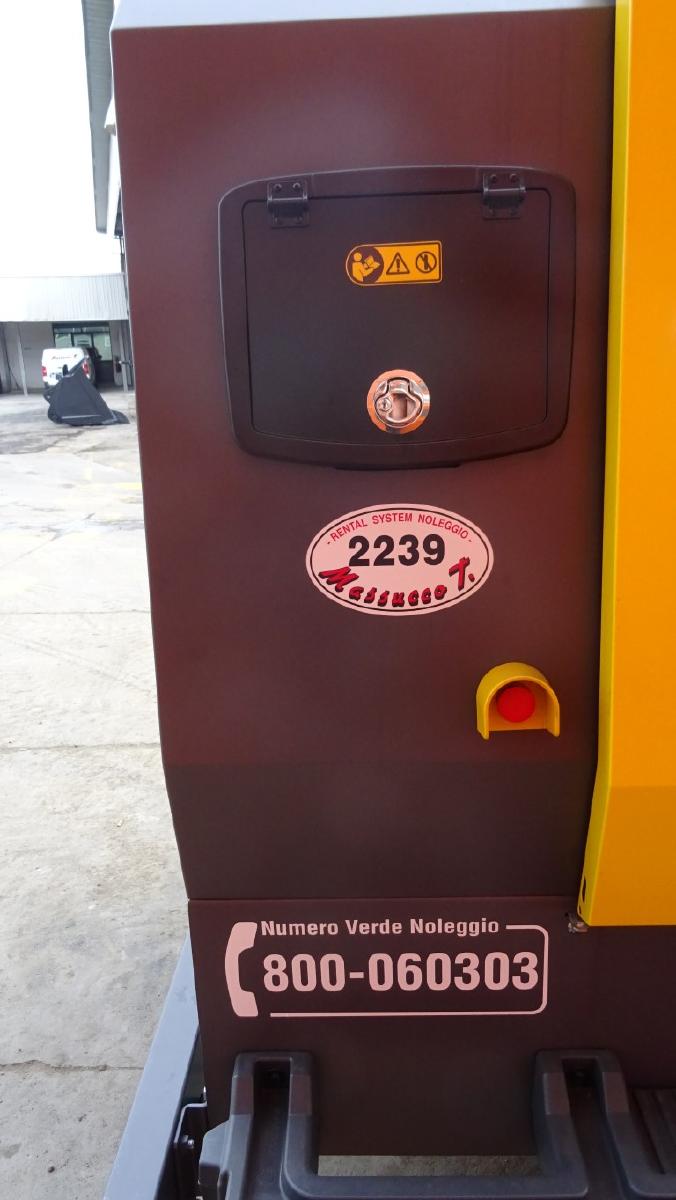 - RENTAL SYSTEM NOLEGGIO -
2239
Massucco T.
Numero Verde Noleggio
800-060303